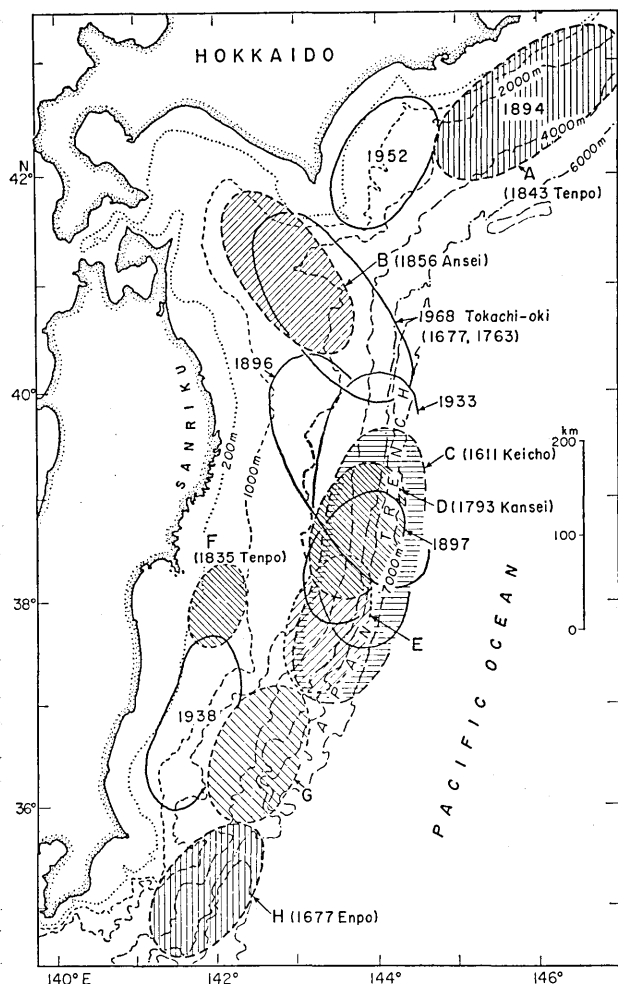 HOKKAIDO
2000m
1894
4000m
6000m
1952
N
42°
A
(1843 Tenpo)
B (1856 Ansei)
1968 Tokachi-oki
(1677, 1763)
1896
40°
1933
SANRIKU
200m
1000m
TRENCH
C (1611 Keicho)
D (1793 Kansei)
1897
7000m
km
200
100
0
F
(1835 Tenpo)
38°
E
JAPAN
PACIFIC OCEAN
1938
36°
G
H (1677 Enpo)
140°E
142°
144°
146°